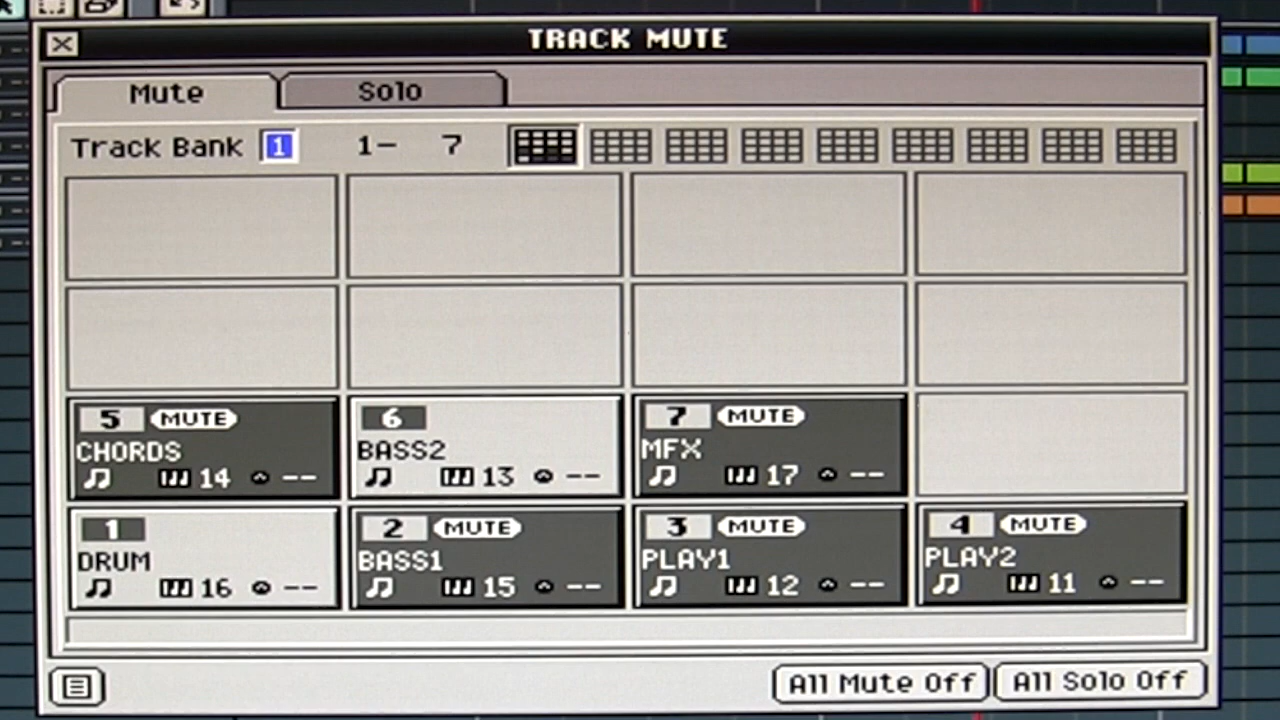 TRACK MUTE
Mute Solo
Track Bank 1 1- 7
5 MUTE 6 7 MUTE
CHORDS BASS2 MFX
14 -- 13 -- 17 --
1 2 MUTE 3 MUTE 4 MUTE
DRUM BASS1 PLAY1 PLAY2
16 -- 15 -- 12 -- 11 --
All Mute Off All Solo Off